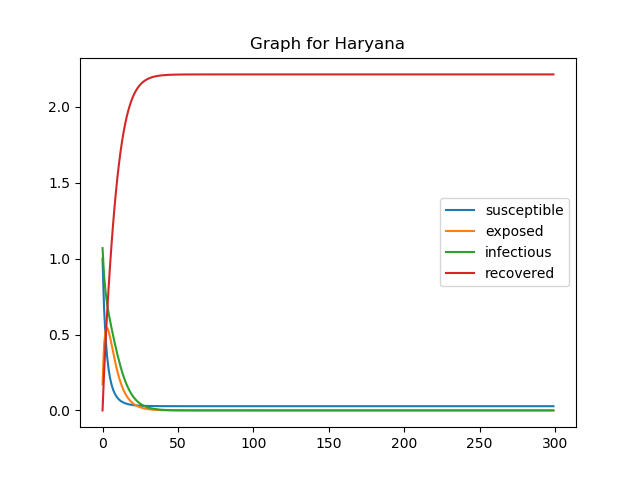 Graph for Haryana
2.0
1.5
1.0
0.5
0.0
susceptible
exposed
infectious
recovered
0 50 100 150 200 250 300